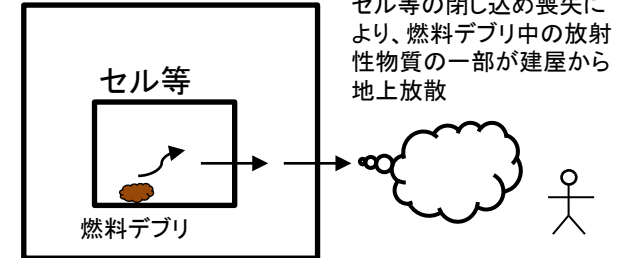 セル等の閉じ込め喪失に
より、燃料デブリ中の放射
性物質の一部が建屋から
地上放散
セル等
燃料デブリ